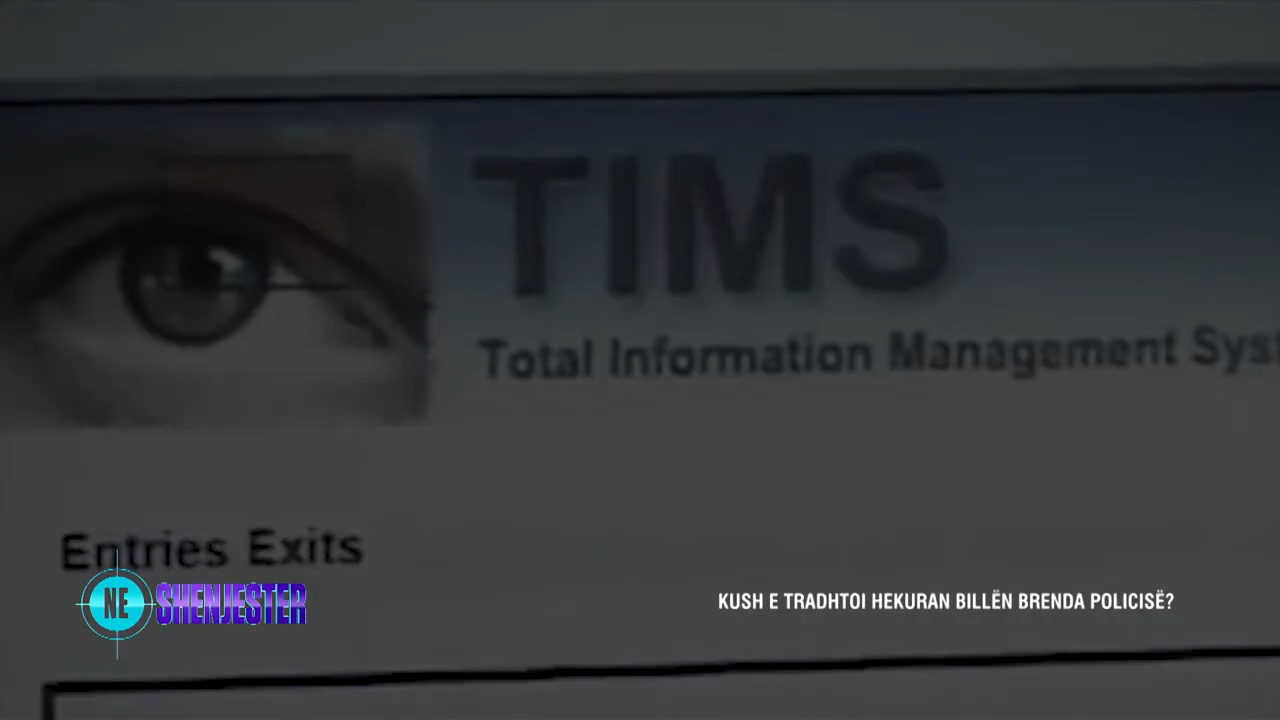 TIMS
Total Information Management Sys
Entries Exits
NE SHENJESTER
KUSH E TRADHTOI HEKURAN BILLËN BRENDA POLICISË?